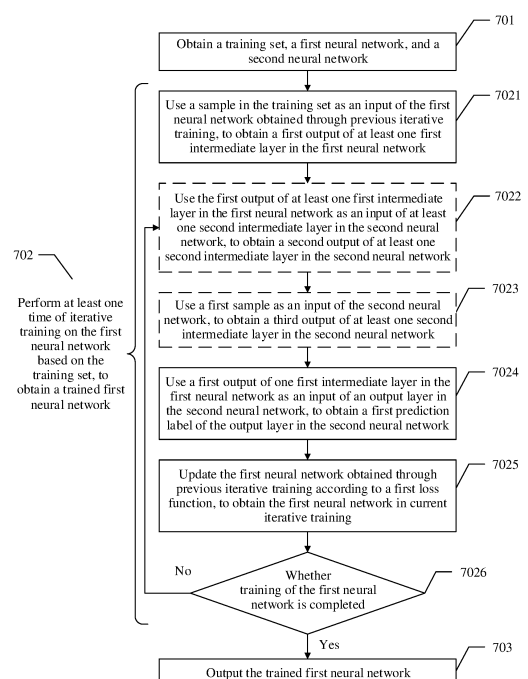 701
Obtain a training set, a first neural network, and a
second neural network
7021
Use a sample in the training set as an input of the first
neural network obtained through previous iterative
training, to obtain a first output of at least one first
intermediate layer in the first neural network
7022
Use the first output of at least one first intermediate
layer in the first neural network as an input of at least
one second intermediate layer in the second neural
network, to obtain a second output of at least one
second intermediate layer in the second neural network
702
Perform at least one
time of iterative
training on the first
neural network
based on the
training set, to
obtain a trained first
neural network
7023
Use a first sample as an input of the second neural
network, to obtain a third output of at least one second
intermediate layer in the second neural network
7024
Use a first output of one first intermediate layer in the
first neural network as an input of an output layer in
the second neural network, to obtain a first prediction
label of the output layer in the second neural network
7025
Update the first neural network obtained through
previous iterative training according to a first loss
function, to obtain the first neural network in current
iterative training
No
Whether
training of the first neural
network is completed
7026
Yes
703
Output the trained first neural network